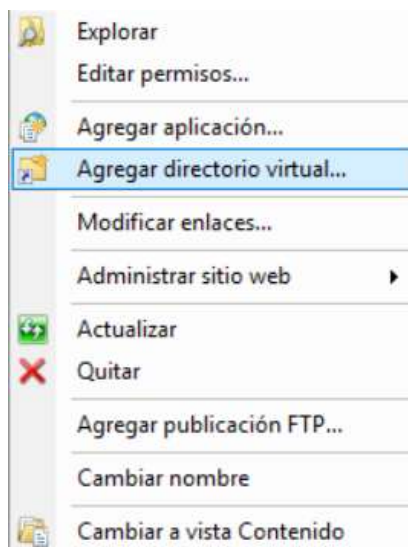 Explorar
Editar permisos...
Agregar aplicación...
Agregar directorio virtual...
Modificar enlaces...
Administrar sitio web
Actualizar
Quitar
Agregar publicación FTP...
Cambiar nombre
Cambiar a vista Contenido